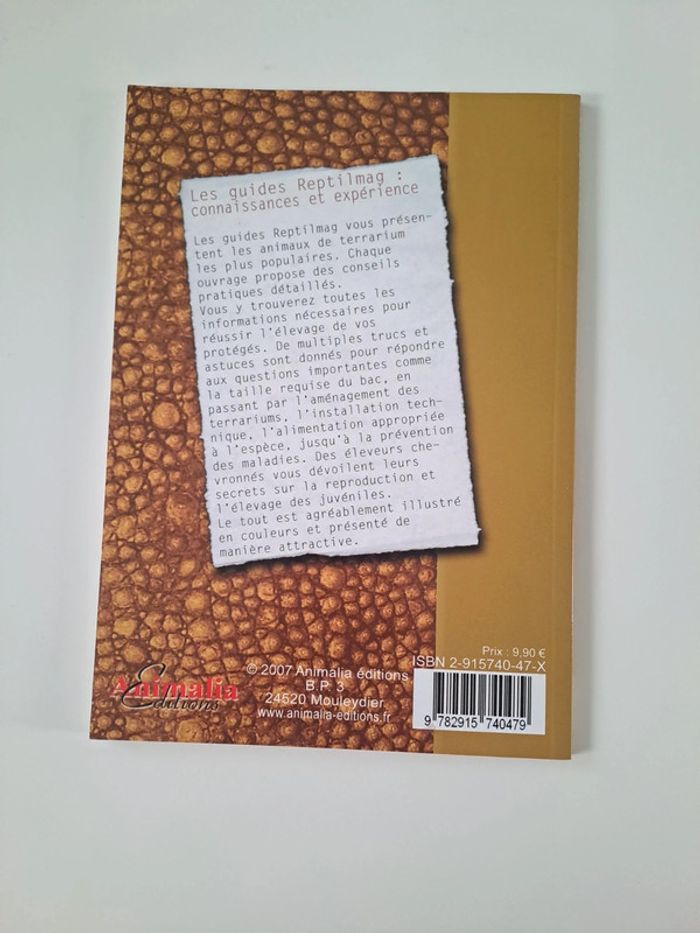 Les guides Reptilmag :
connaissances et expérience
Les guides Reptilmag vous présen-
tent les animaux de terrarium
les plus populaires. Chaque
ouvrage propose des conseils
pratiques détaillés.
Vous y trouverez toutes les
informations nécessaires pour
réussir l'élevage de vos
protégés. De multiples trucs et
astuces sont donnés pour répondre
aux questions importantes comme
la taille requise du bac, en
passant par l'aménagement des
terrariums, l'installation tech-
nique, l'alimentation appropriée
à l'espèce, jusqu'à la prévention
des maladies. Des éleveurs che-
vronnés vous dévoilent leurs
secrets sur la reproduction et
l'élevage des juvéniles.
Le tout est agréablement illustré
en couleurs et présenté de
manière attractive.
Animalia
Editions
© 2007 Animalia éditions
B.P. 3
24520 Mouleydier
www.animalia-editions.fr
Prix : 9,90 €
ISBN 2-915740-47-X
9 782915 740479